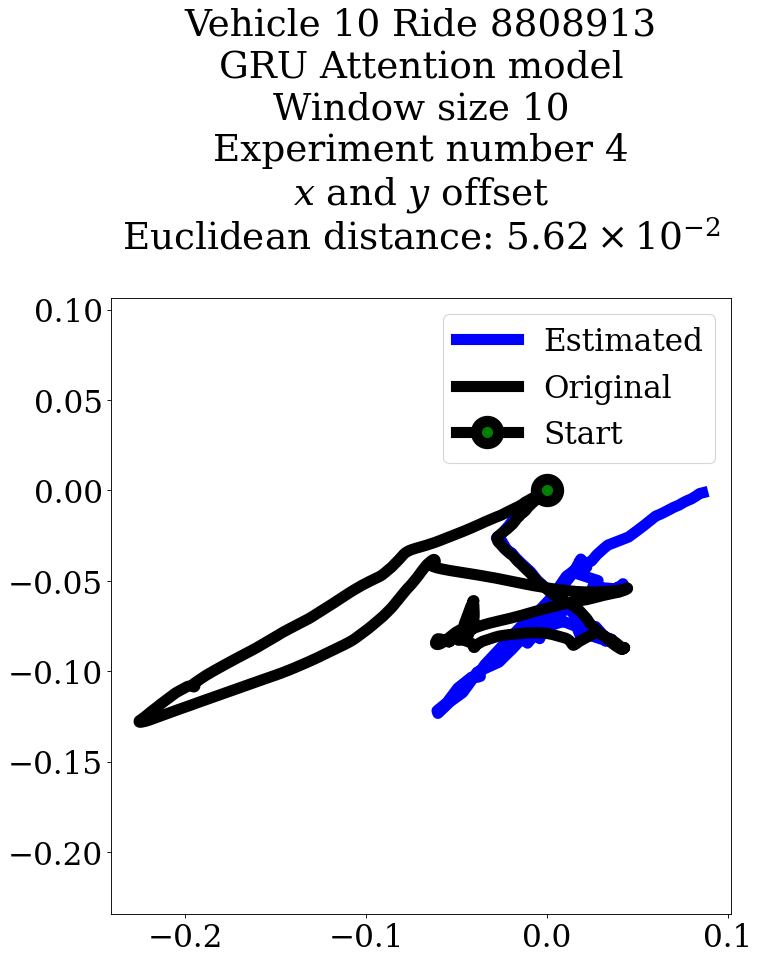 Vehicle 10 Ride 8808913
GRU Attention model
Window size 10
Experiment number 4
x and y offset
Euclidean distance: 5.62 × 10⁻²
0.10
0.05
0.00
−0.05
−0.10
−0.15
−0.20
Estimated
Original
Start
−0.2
−0.1
0.0
0.1